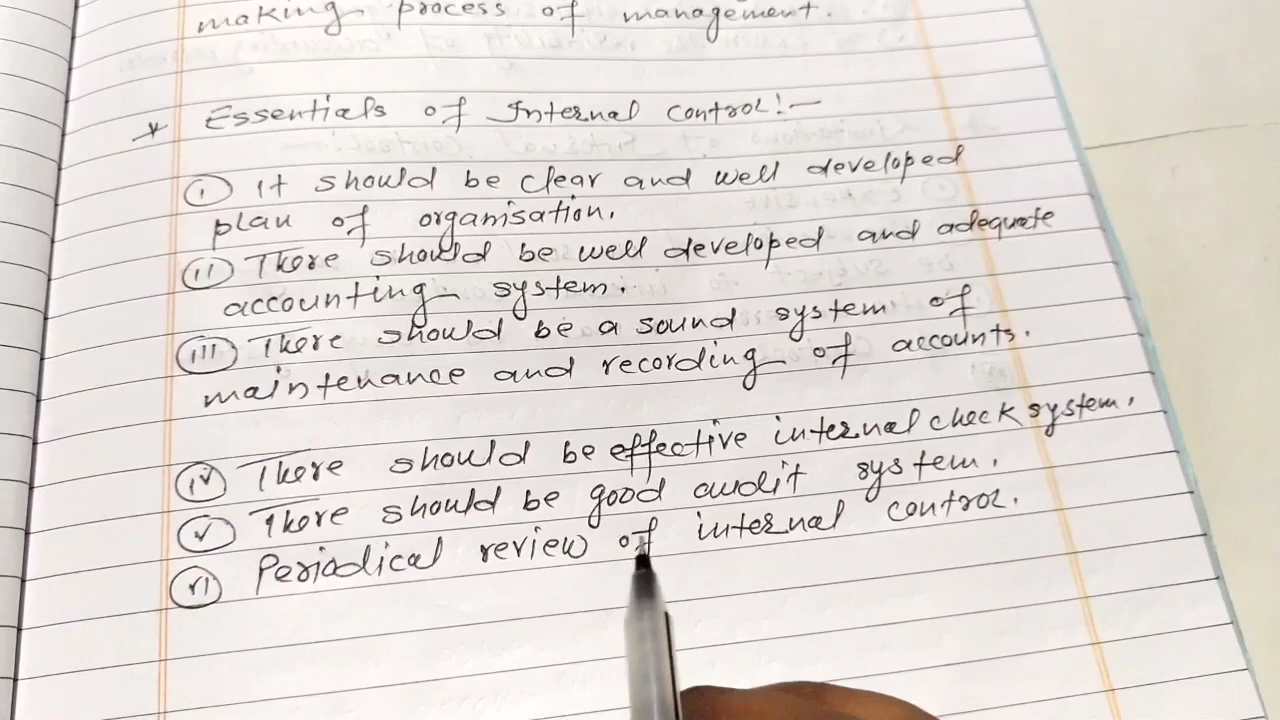 making process of management.
* Essentials of Internal control:-
(i) It should be clear and well developed
plan of organisation.
(ii) There should be well developed and adequate
accounting system.
(iii) There should be a sound system of
maintenance and recording of accounts.
(iv) There should be effective internal check system.
(v) There should be good audit system.
(vi) Periodical review of internal control.